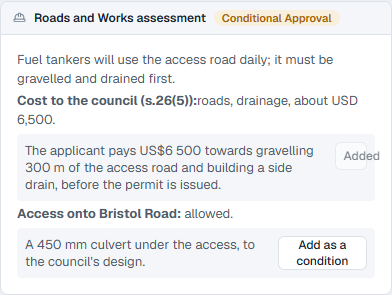 Roads and Works assessment Conditional Approval
Fuel tankers will use the access road daily; it must be
gravelled and drained first.
Cost to the council (s.26(5)):roads, drainage, about USD
6,500.
The applicant pays US$6 500 towards gravelling
300 m of the access road and building a side
drain, before the permit is issued.
Added
Access onto Bristol Road: allowed.
A 450 mm culvert under the access, to
the council's design.
Add as a
condition